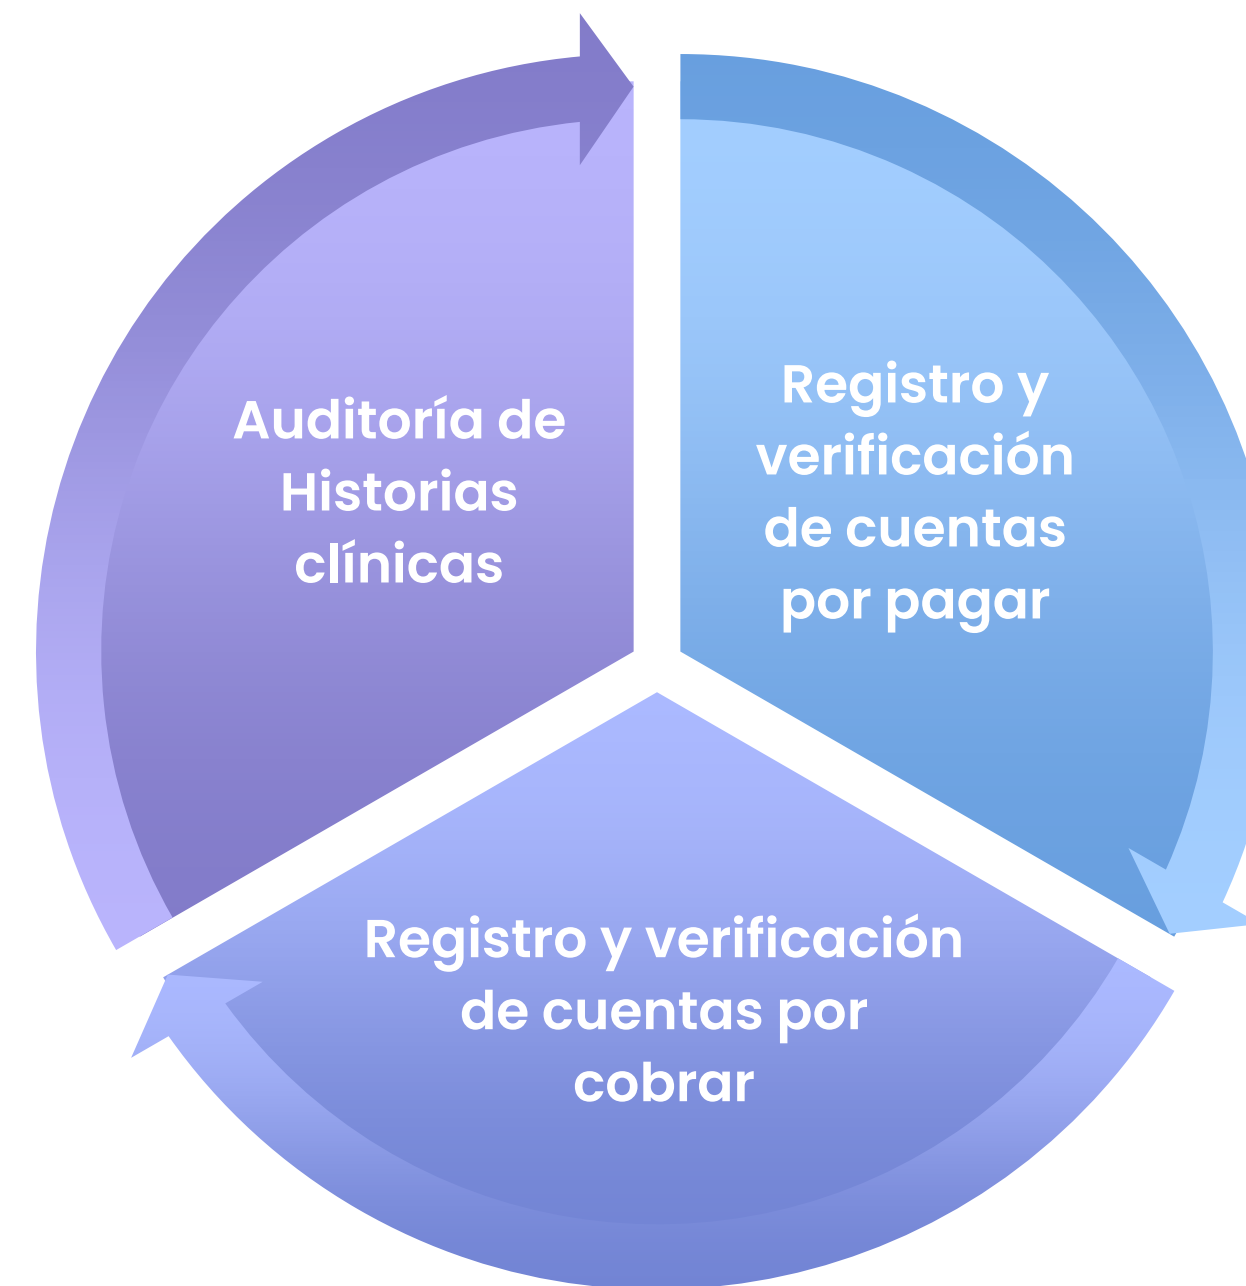 Auditoría de
Historias
clínicas
Registro y
verificación
de cuentas
por pagar
Registro y verificación
de cuentas por
cobrar